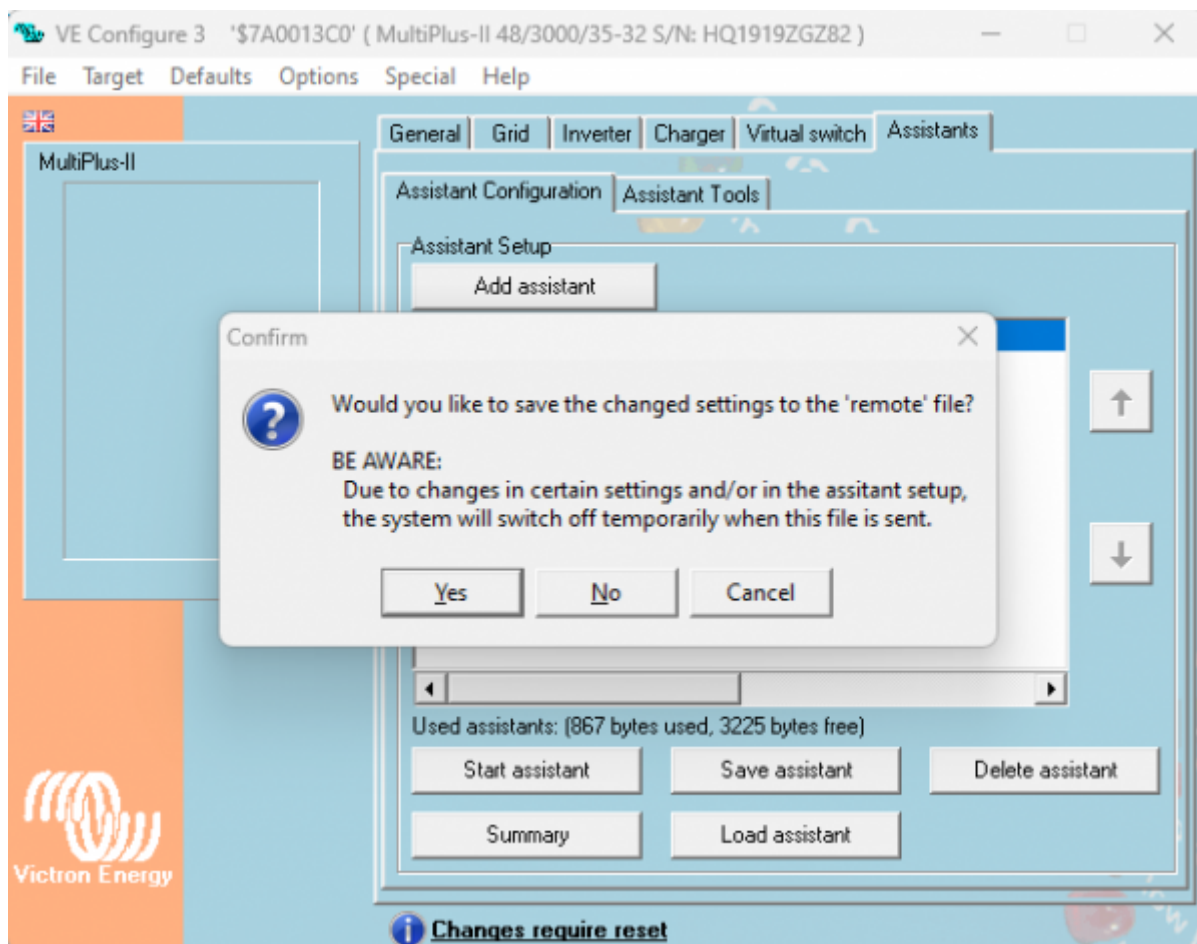 VE Configure 3 '$7A0013C0' ( MultiPlus-II 48/3000/35-32 S/N: HQ1919ZGZ82 )
File Target Defaults Options Special Help
General Grid Inverter Charger Virtual switch Assistants
MultiPlus-II
Assistant Configuration Assistant Tools
Assistant Setup
Add assistant
Confirm
Would you like to save the changed settings to the 'remote' file?
BE AWARE:
Due to changes in certain settings and/or in the assitant setup,
the system will switch off temporarily when this file is sent.
Yes No Cancel
Used assistants: (867 bytes used, 3225 bytes free)
Start assistant Save assistant Delete assistant
Summary Load assistant
Victron Energy
Changes require reset